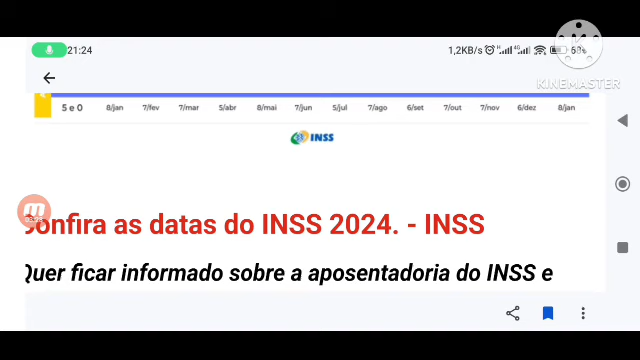 21:24
1,2KB/s
68%
KINEMASTER
5 e 0 8/jan 7/fev 7/mar 5/abr 8/mai 7/jun 5/jul 7/ago 6/set 7/out 7/nov 6/dez 8/jan
INSS
Confira as datas do INSS 2024. - INSS
Quer ficar informado sobre a aposentadoria do INSS e